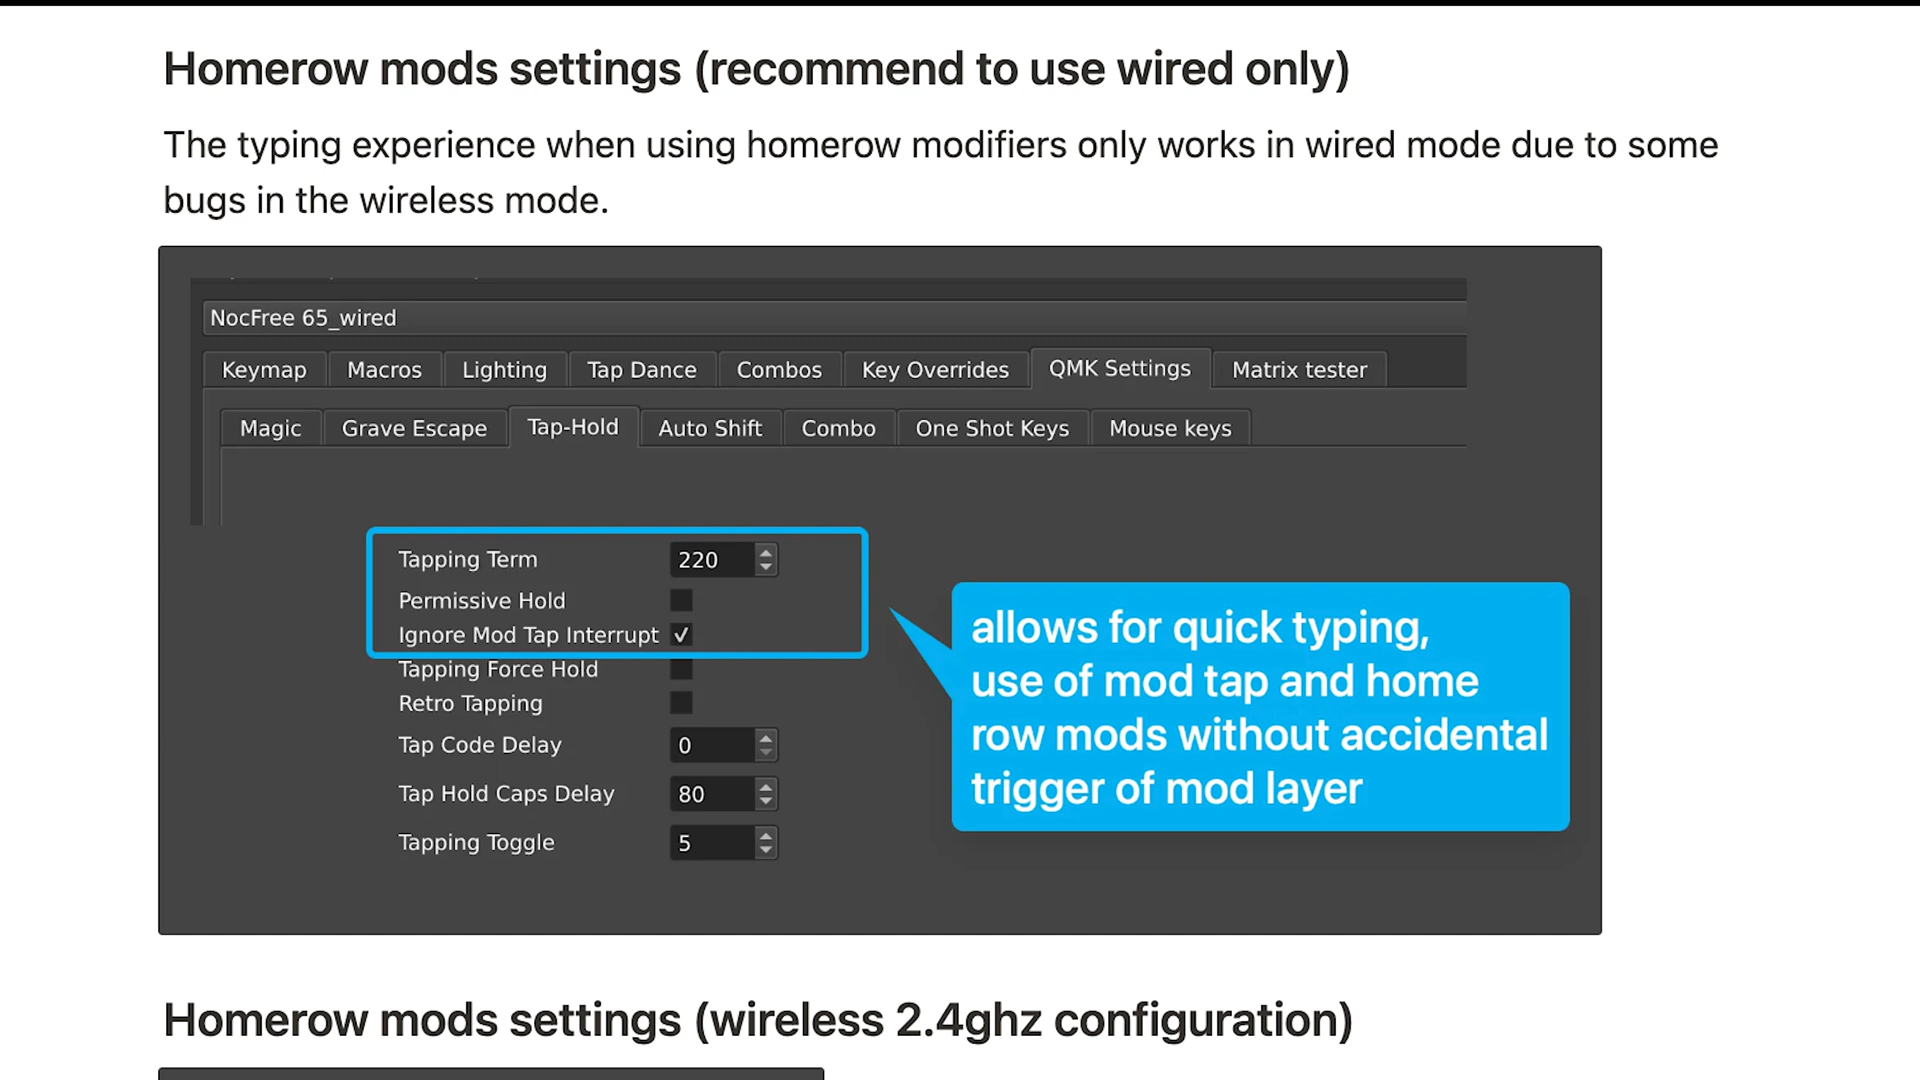 Homerow mods settings (recommend to use wired only)
The typing experience when using homerow modifiers only works in wired mode due to some
bugs in the wireless mode.
NocFree 65_wired
Keymap Macros Lighting Tap Dance Combos Key Overrides QMK Settings Matrix tester
Magic Grave Escape Tap-Hold Auto Shift Combo One Shot Keys Mouse keys
Tapping Term 220
Permissive Hold
Ignore Mod Tap Interrupt
Tapping Force Hold
Retro Tapping
Tap Code Delay 0
Tap Hold Caps Delay 80
Tapping Toggle 5
allows for quick typing,
use of mod tap and home
row mods without accidental
trigger of mod layer
Homerow mods settings (wireless 2.4ghz configuration)